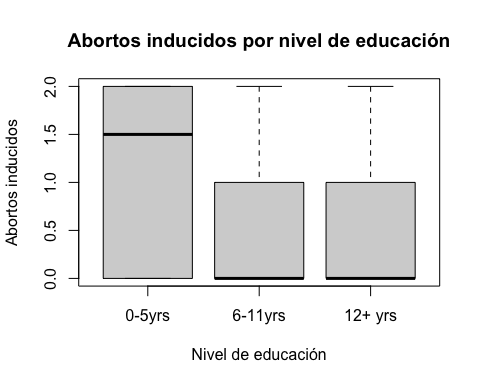 Abortos inducidos por nivel de educación
Abortos inducidos
2.0
1.5
1.0
0.5
0.0
0-5yrs
6-11yrs
12+ yrs
Nivel de educación